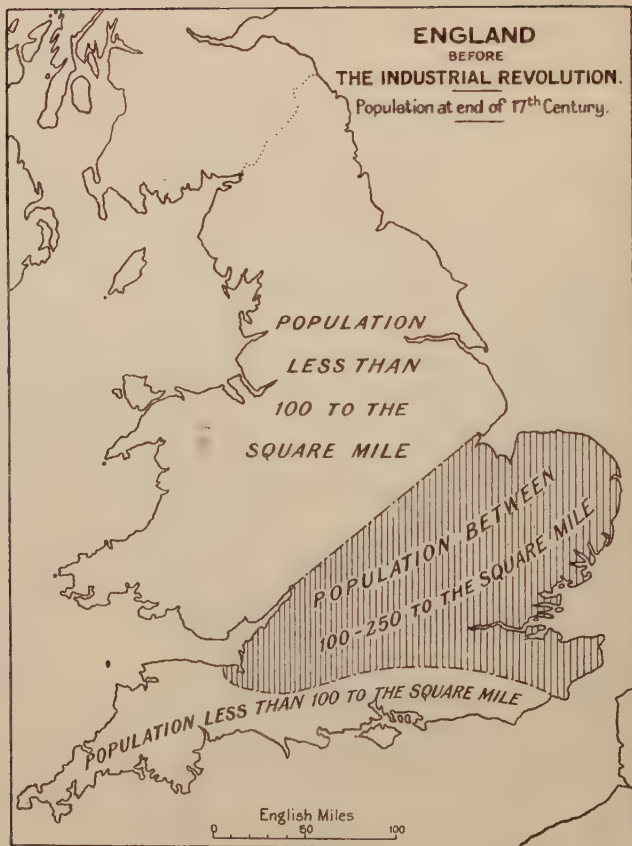 ENGLAND
BEFORE
THE INDUSTRIAL REVOLUTION.
Population at end of 17th Century.
POPULATION
LESS THAN
100 TO THE
SQUARE MILE
POPULATION BETWEEN
100-250 TO THE SQUARE MILE
POPULATION LESS THAN 100 TO THE SQUARE MILE
English Miles
0 50 100